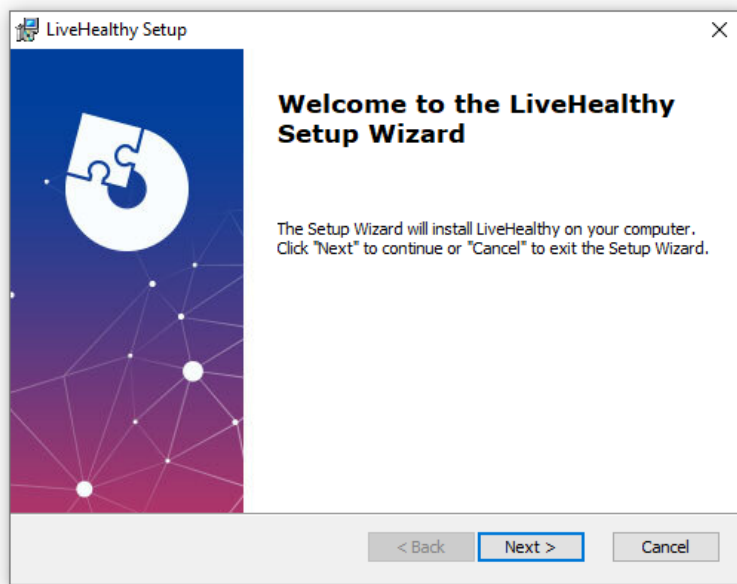 LiveHealthy Setup
Welcome to the LiveHealthy
Setup Wizard
The Setup Wizard will install LiveHealthy on your computer.
Click "Next" to continue or "Cancel" to exit the Setup Wizard.
< Back
Next >
Cancel